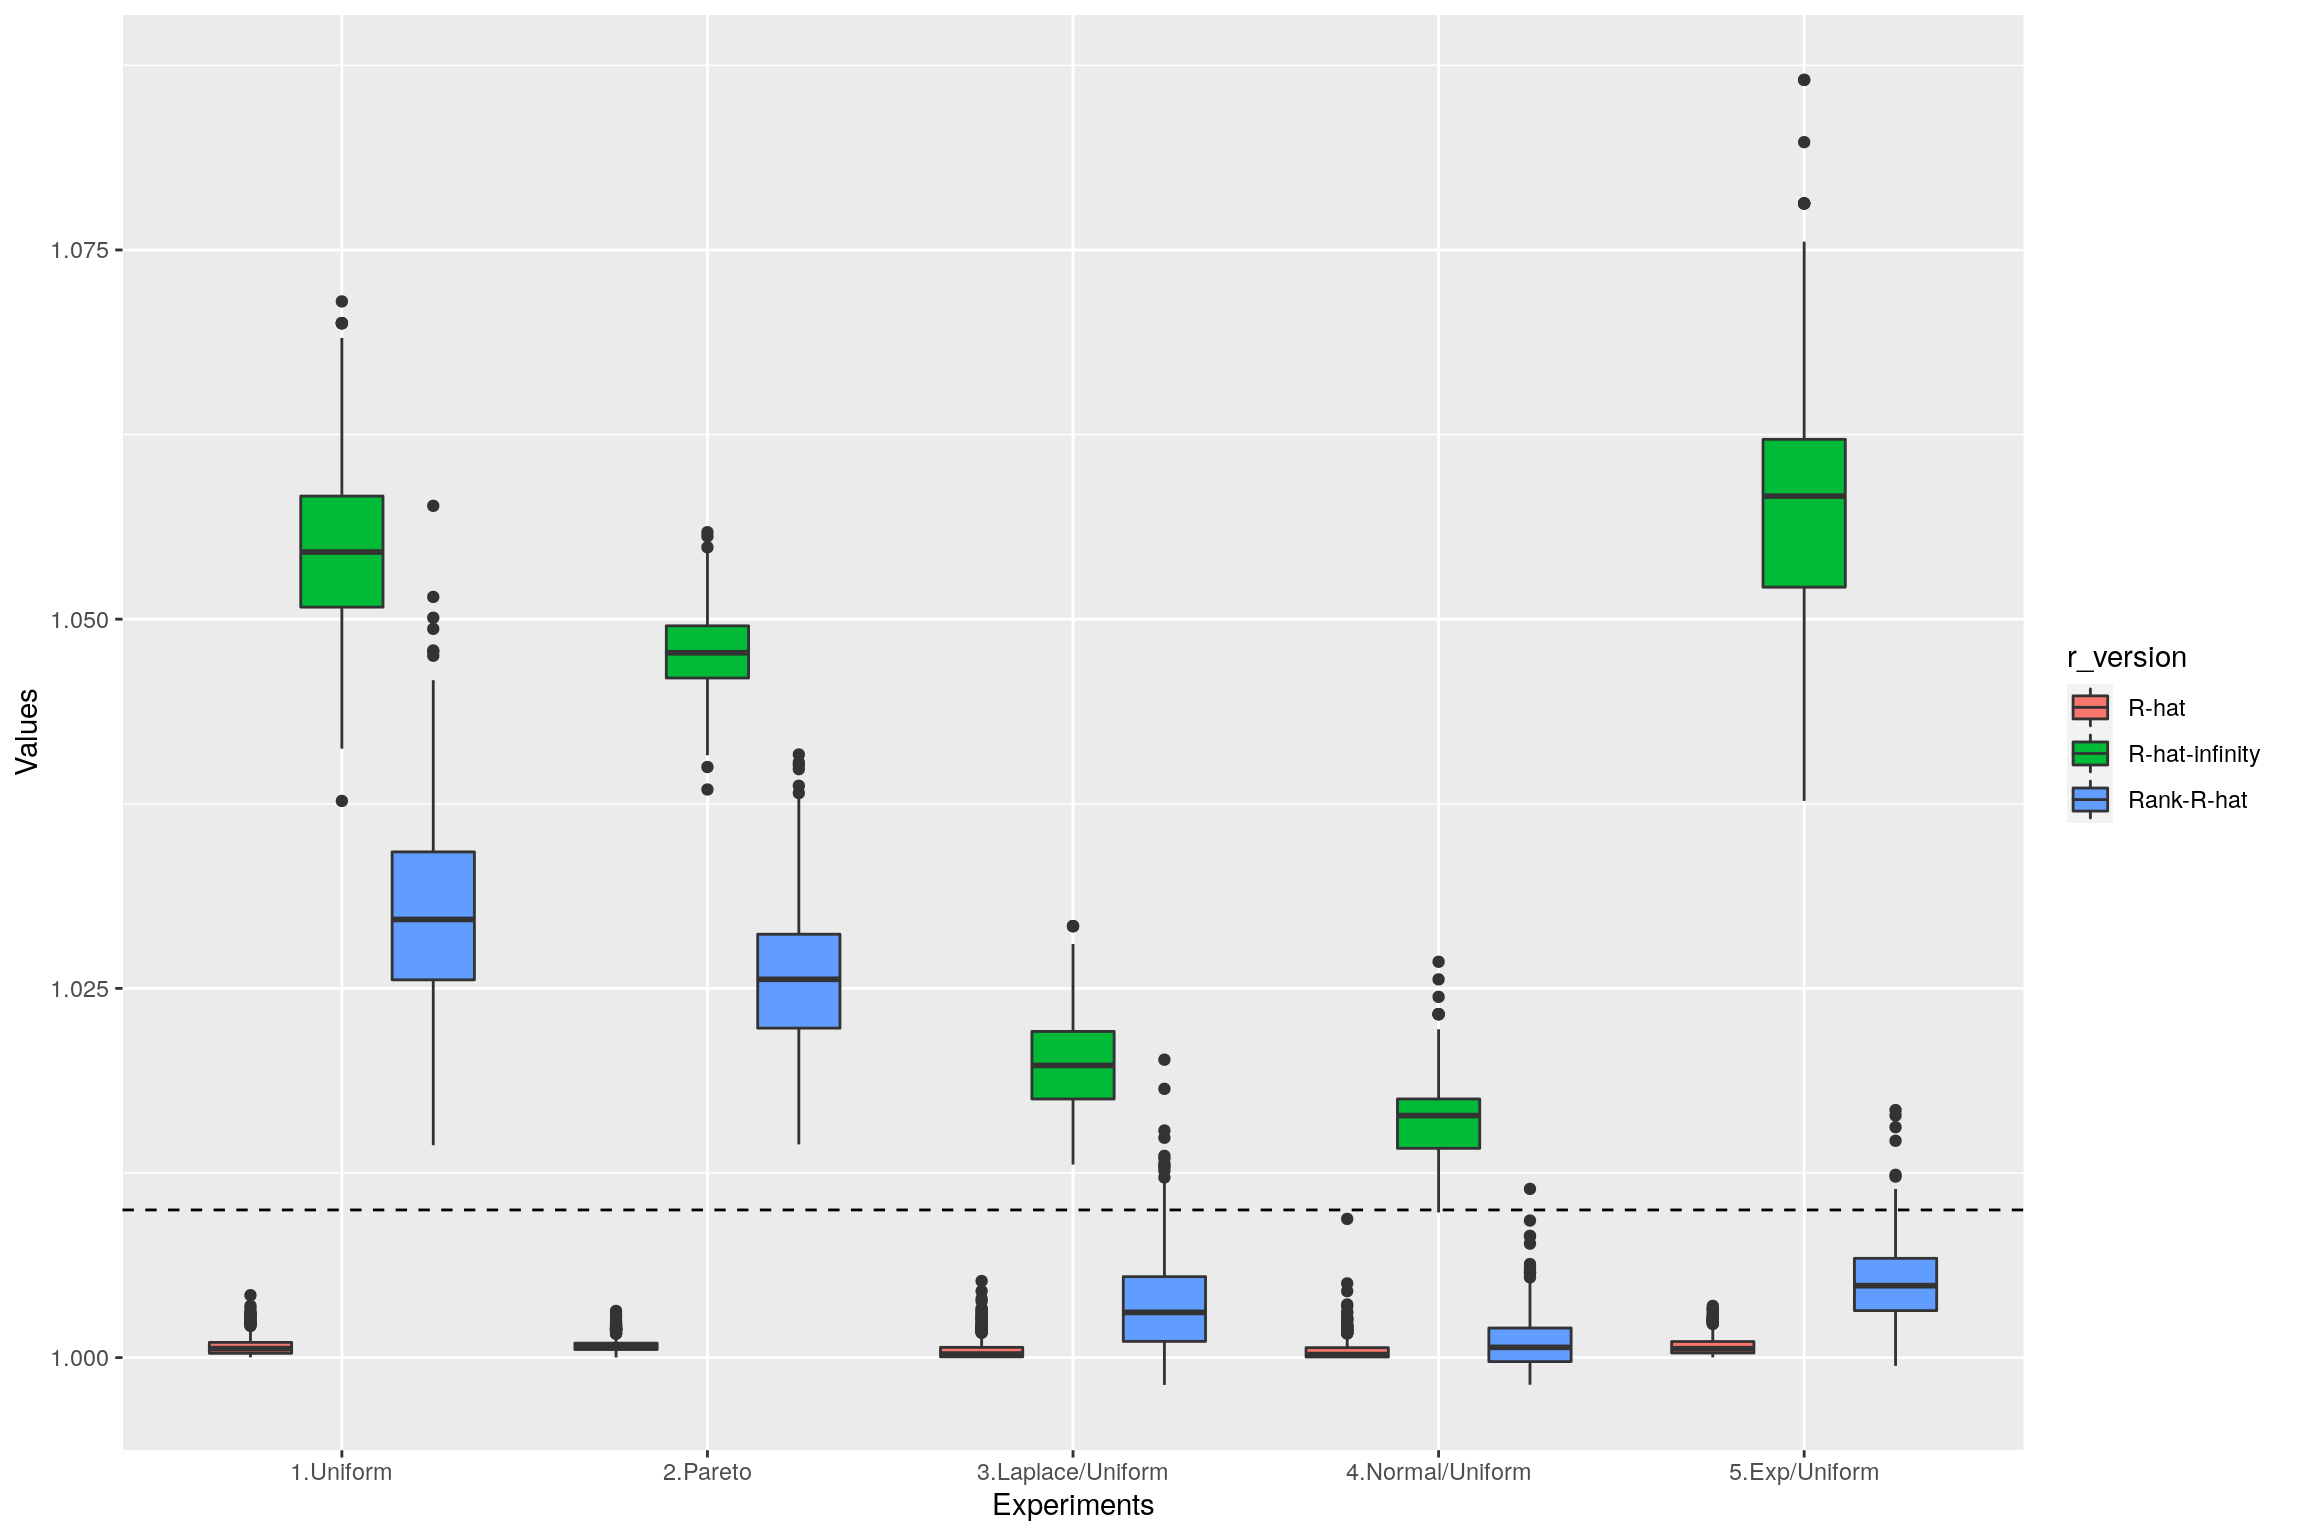 1.075
1.050
1.025
1.000
Values
1.Uniform
2.Pareto
3.Laplace/Uniform
4.Normal/Uniform
5.Exp/Uniform
Experiments
r_version
R-hat
R-hat-infinity
Rank-R-hat